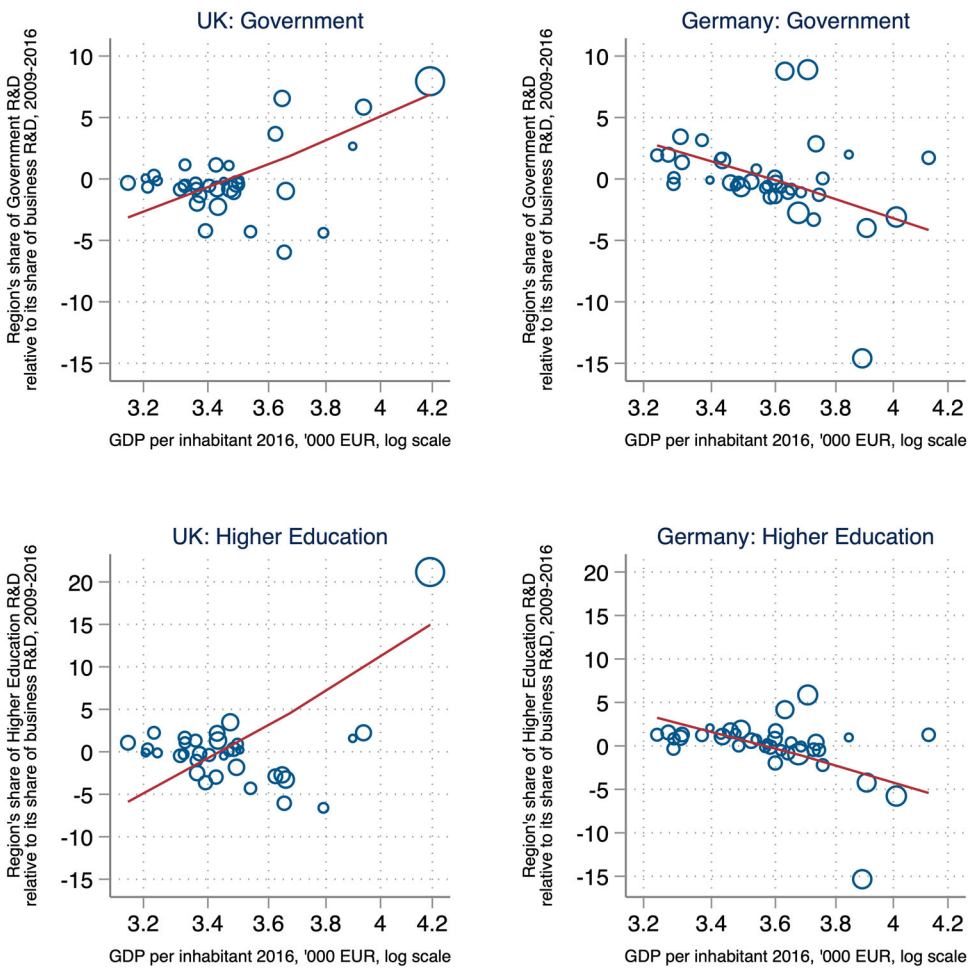 UK: Government
Region's share of Government R&D
relative to its share of business R&D, 2009-2016
10
5
0
-5
-10
-15
3.2 3.4 3.6 3.8 4 4.2
GDP per inhabitant 2016, '000 EUR, log scale
Germany: Government
Region's share of Government R&D
relative to its share of business R&D, 2009-2016
10
5
0
-5
-10
-15
3.2 3.4 3.6 3.8 4 4.2
GDP per inhabitant 2016, '000 EUR, log scale
UK: Higher Education
Region's share of Higher Education R&D
relative to its share of business R&D, 2009-2016
20
15
10
5
0
-5
-10
-15
3.2 3.4 3.6 3.8 4 4.2
GDP per inhabitant 2016, '000 EUR, log scale
Germany: Higher Education
Region's share of Higher Education R&D
relative to its share of business R&D, 2009-2016
20
15
10
5
0
-5
-10
-15
3.2 3.4 3.6 3.8 4 4.2
GDP per inhabitant 2016, '000 EUR, log scale